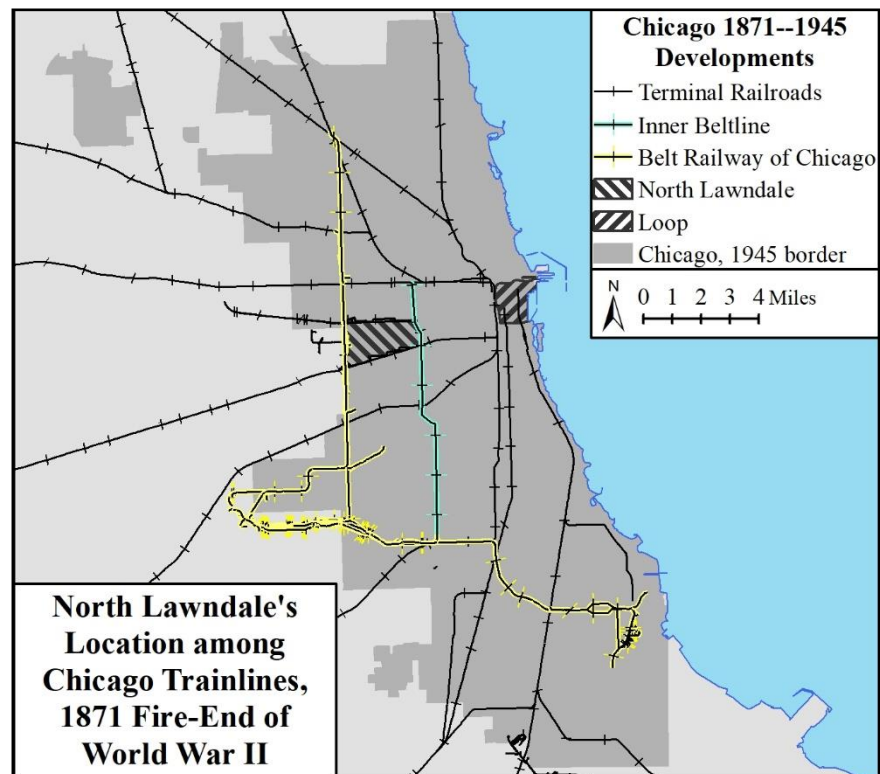 Chicago 1871--1945
Developments
Terminal Railroads
Inner Beltline
Belt Railway of Chicago
North Lawndale
Loop
Chicago, 1945 border
N
0 1 2 3 4 Miles
North Lawndale's
Location among
Chicago Trainlines,
1871 Fire-End of
World War II